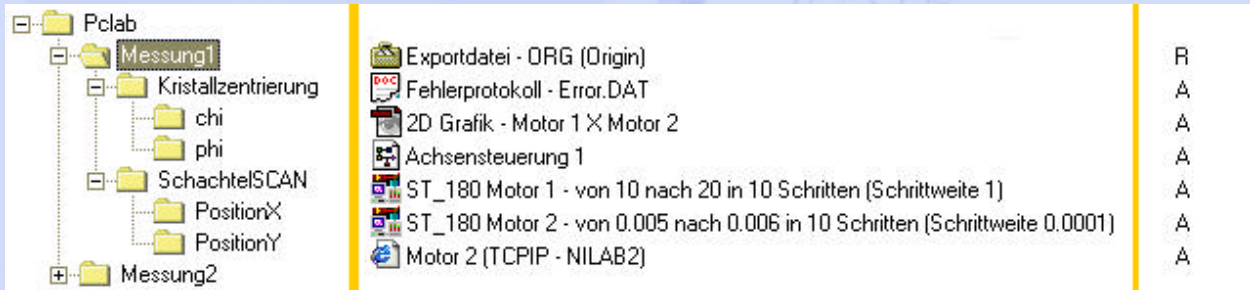 Pclab
Messung1
Kristallzentrierung
chi
phi
SchachtelSCAN
PositionX
PositionY
Messung2
Exportdatei - ORG (Origin) R
Fehlerprotokoll - Error.DAT A
2D Grafik - Motor 1 X Motor 2 A
Achsensteuerung 1 A
ST_180 Motor 1 - von 10 nach 20 in 10 Schritten (Schrittweite 1) A
ST_180 Motor 2 - von 0.005 nach 0.006 in 10 Schritten (Schrittweite 0.0001) A
Motor 2 (TCPIP - NILAB2) A